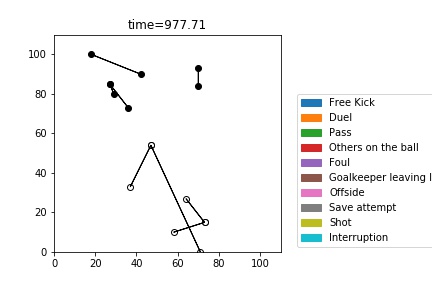 time=977.71
100
80
60
40
20
0
0 20 40 60 80 100
Free Kick
Duel
Pass
Others on the ball
Foul
Goalkeeper leaving l
Offside
Save attempt
Shot
Interruption